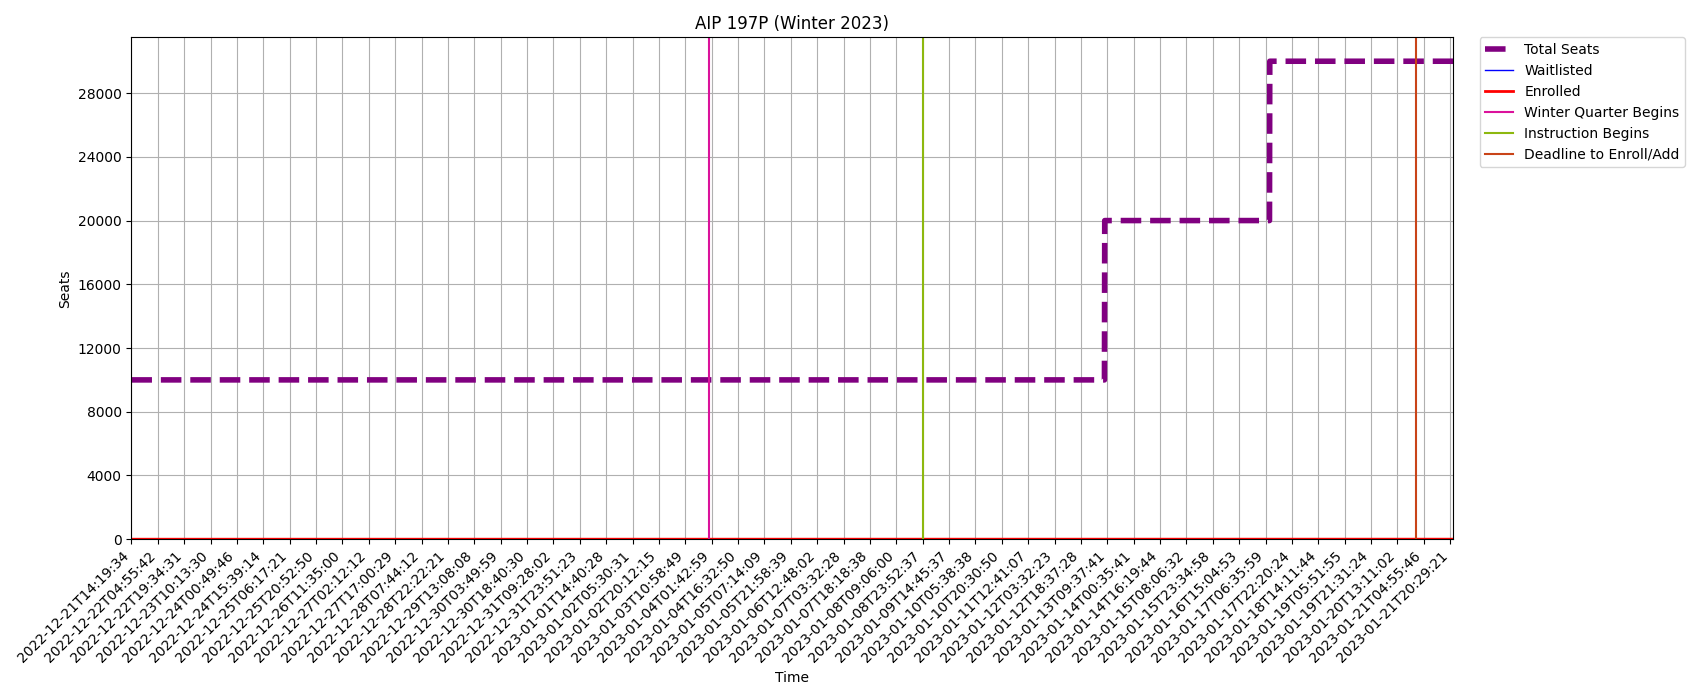 AIP 197P (Winter 2023)
Total Seats
Waitlisted
Enrolled
Winter Quarter Begins
Instruction Begins
Deadline to Enroll/Add
Seats
28000
24000
20000
16000
12000
8000
4000
0
2022-12-21T14:19:34
2022-12-22T04:55:42
2022-12-22T19:34:31
2022-12-23T10:13:30
2022-12-24T00:49:46
2022-12-24T15:39:14
2022-12-25T06:17:21
2022-12-25T20:52:50
2022-12-26T11:35:00
2022-12-27T02:12:12
2022-12-27T17:00:29
2022-12-28T07:44:12
2022-12-28T22:22:21
2022-12-29T13:08:08
2022-12-30T03:49:59
2022-12-30T18:40:30
2022-12-31T09:28:02
2022-12-31T23:51:23
2023-01-01T14:40:28
2023-01-02T05:30:31
2023-01-02T20:12:15
2023-01-03T10:58:49
2023-01-04T01:42:59
2023-01-04T16:32:50
2023-01-05T07:14:09
2023-01-05T21:58:39
2023-01-06T12:48:02
2023-01-07T03:32:28
2023-01-07T18:18:38
2023-01-08T09:06:00
2023-01-08T23:52:37
2023-01-09T14:45:37
2023-01-10T05:38:38
2023-01-10T20:30:50
2023-01-11T12:41:07
2023-01-12T03:32:23
2023-01-12T18:37:28
2023-01-13T09:37:41
2023-01-14T00:35:41
2023-01-14T16:19:44
2023-01-15T08:06:32
2023-01-15T23:34:58
2023-01-16T15:04:53
2023-01-17T06:35:59
2023-01-17T22:20:24
2023-01-18T14:11:44
2023-01-19T05:51:55
2023-01-19T21:31:24
2023-01-20T13:11:02
2023-01-21T04:55:46
2023-01-21T20:29:21
Time